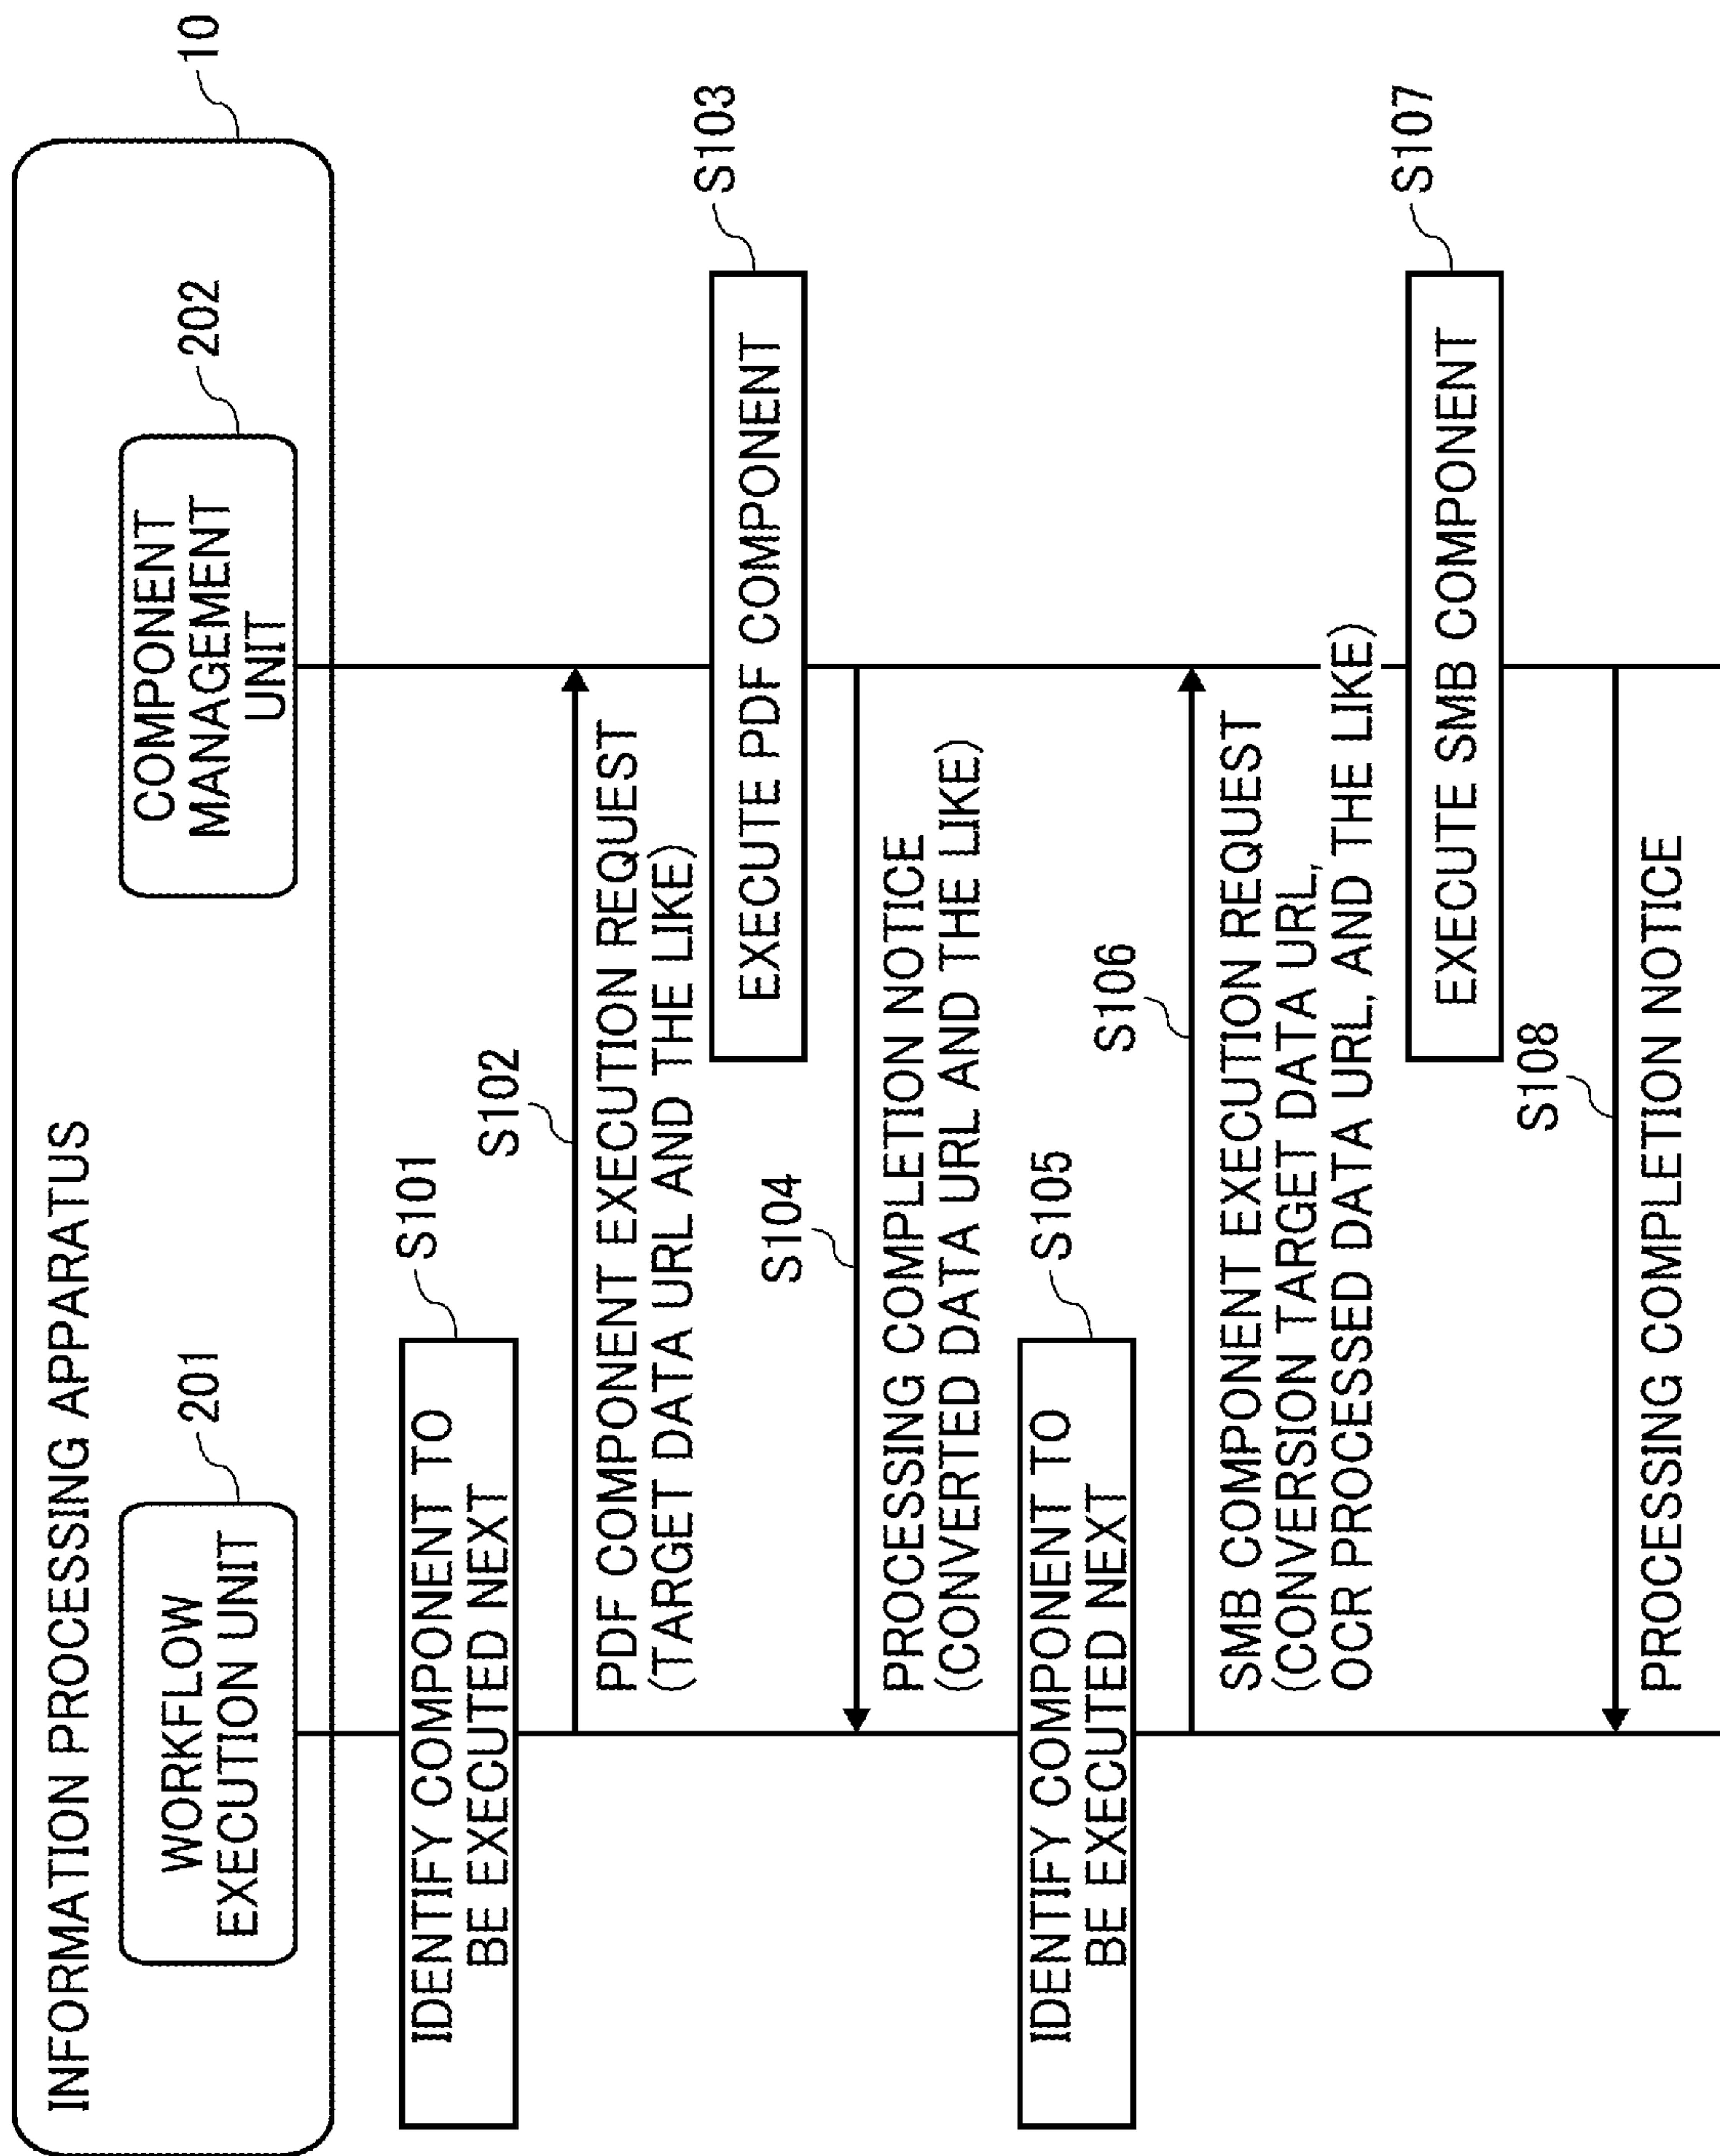 INFORMATION PROCESSING APPARATUS
10
WORKFLOW
EXECUTION UNIT
201
COMPONENT
MANAGEMENT
UNIT
202
IDENTIFY COMPONENT TO
BE EXECUTED NEXT
S101
S102
PDF COMPONENT EXECUTION REQUEST
(TARGET DATA URL AND THE LIKE)
EXECUTE PDF COMPONENT
S103
S104
PROCESSING COMPLETION NOTICE
(CONVERTED DATA URL AND THE LIKE)
IDENTIFY COMPONENT TO
BE EXECUTED NEXT
S105
S106
SMB COMPONENT EXECUTION REQUEST
(CONVERSION TARGET DATA URL,
OCR PROCESSED DATA URL, AND THE LIKE)
EXECUTE SMB COMPONENT
S107
S108
PROCESSING COMPLETION NOTICE